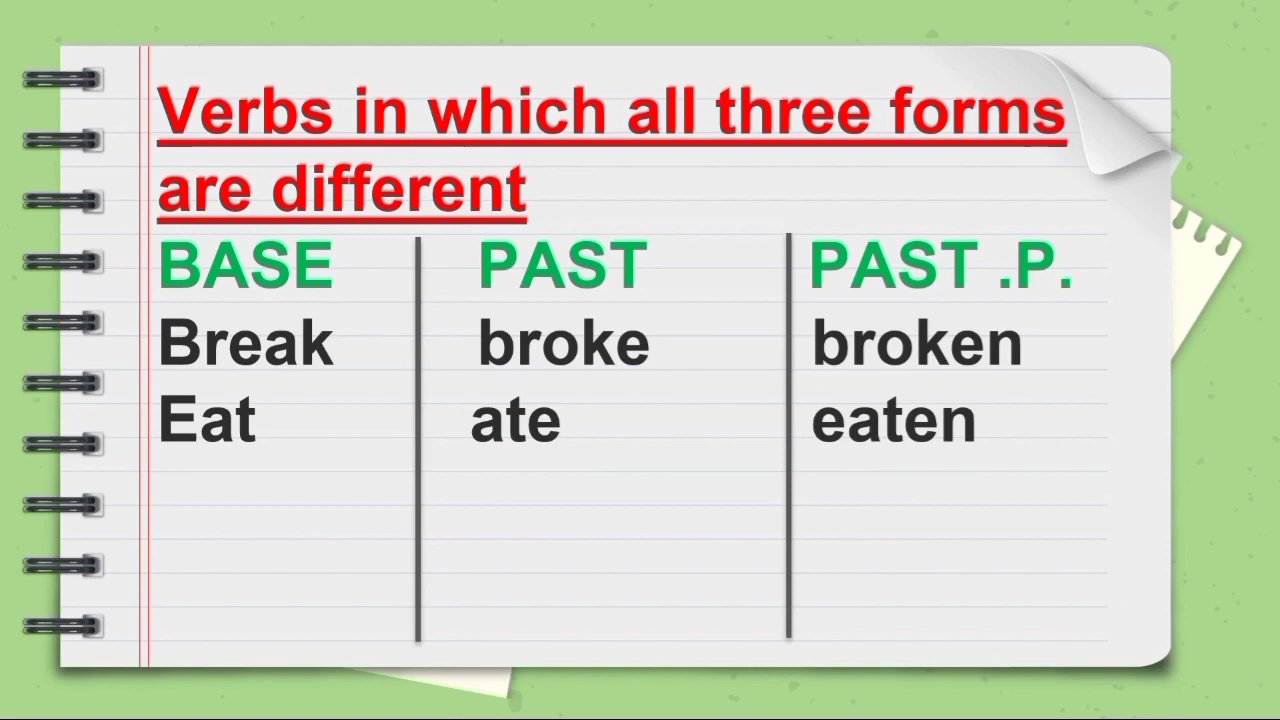 Verbs in which all three forms
are different
BASE PAST PAST .P.
Break broke broken
Eat ate eaten